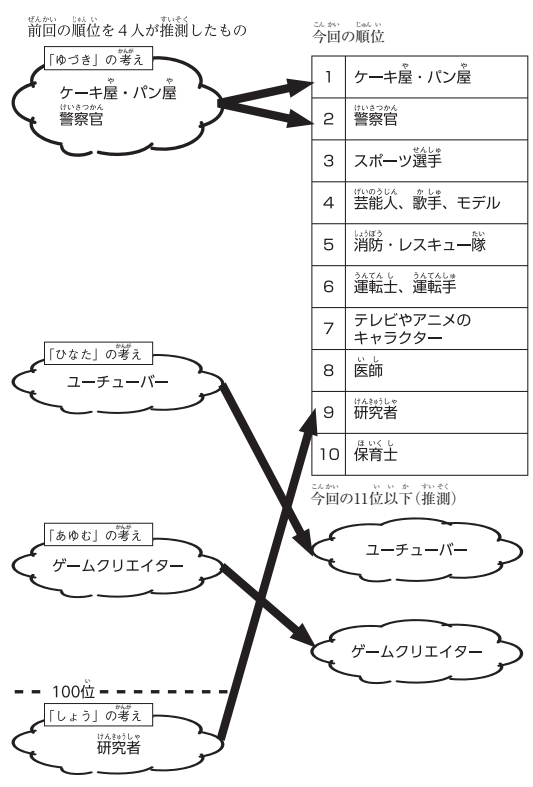 前回の順位を4人が推測したもの
「ゆづき」の考え
ケーキ屋・パン屋
警察官
「ひなた」の考え
ユーチューバー
「あゆむ」の考え
ゲームクリエイター
100位
「しょう」の考え
研究者
今回の順位
1 ケーキ屋・パン屋
2 警察官
3 スポーツ選手
4 芸能人、歌手、モデル
5 消防・レスキュー隊
6 運転士、運転手
7 テレビやアニメの
キャラクター
8 医師
9 研究者
10 保育士
今回の11位以下(推測)
ユーチューバー
ゲームクリエイター